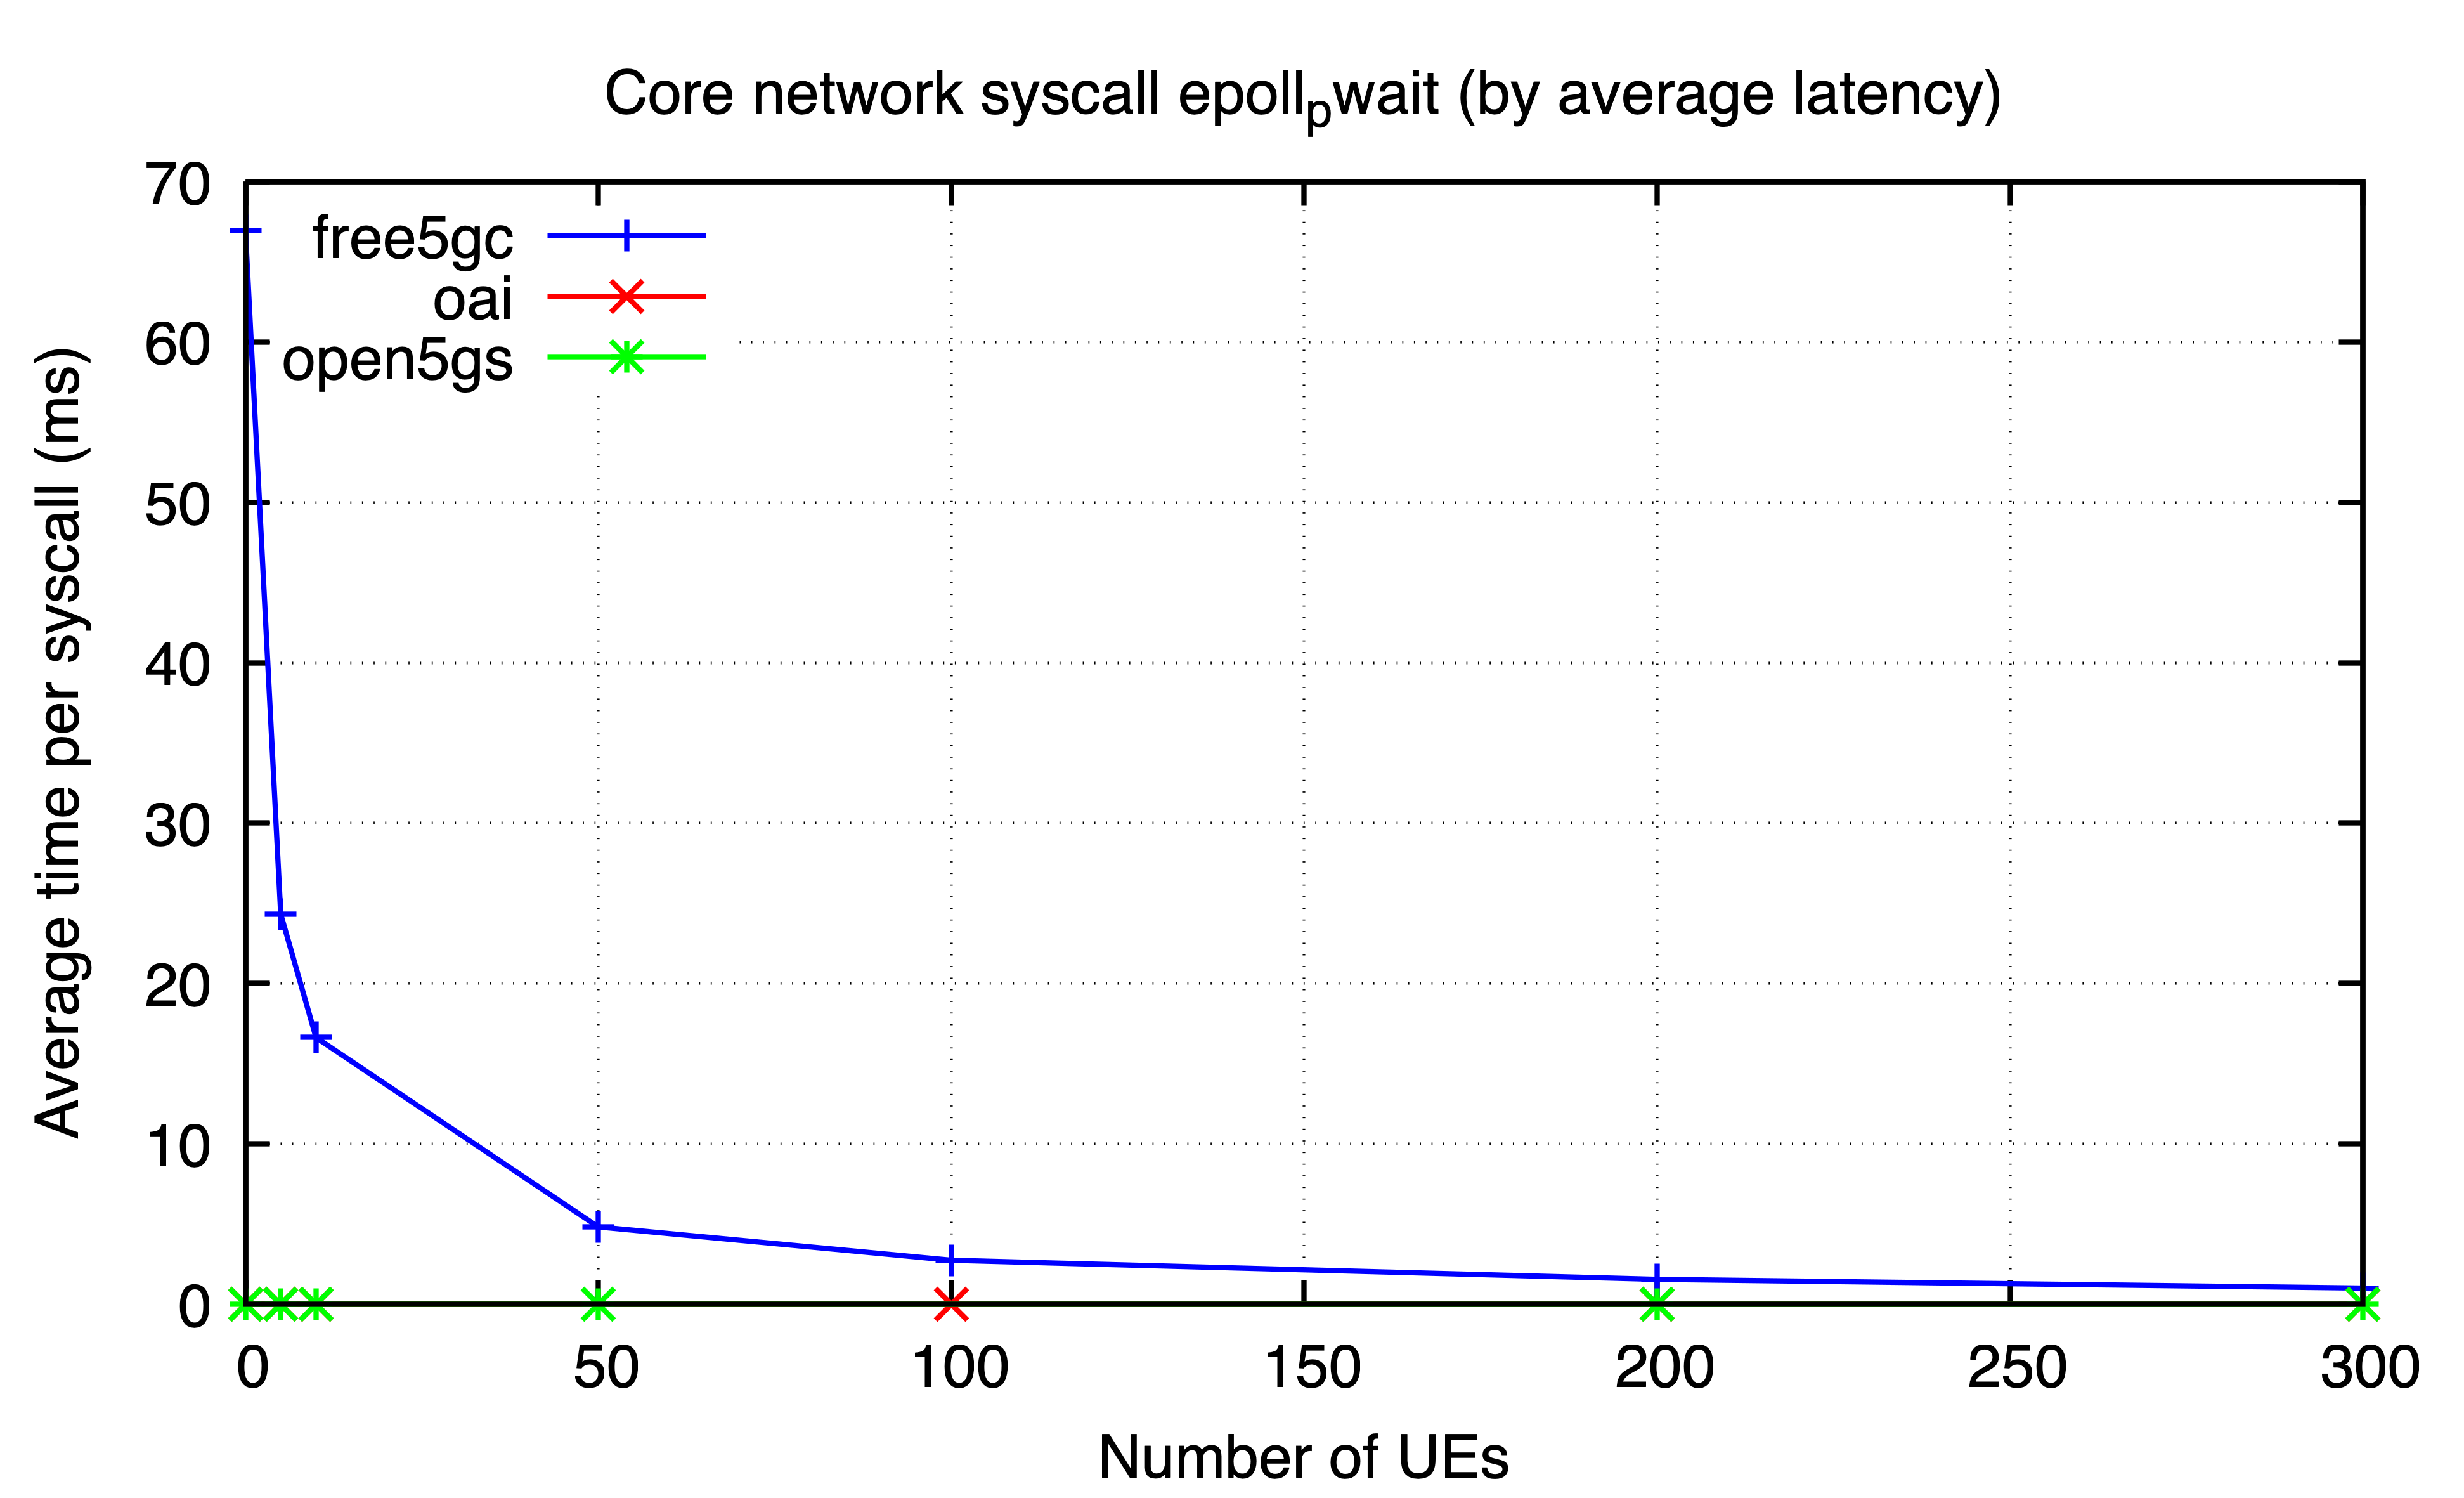 Core network syscall epollpwait (by average latency)
70
60
50
40
30
20
10
0
Average time per syscall (ms)
free5gc
oai
open5gs
0 50 100 150 200 250 300
Number of UEs